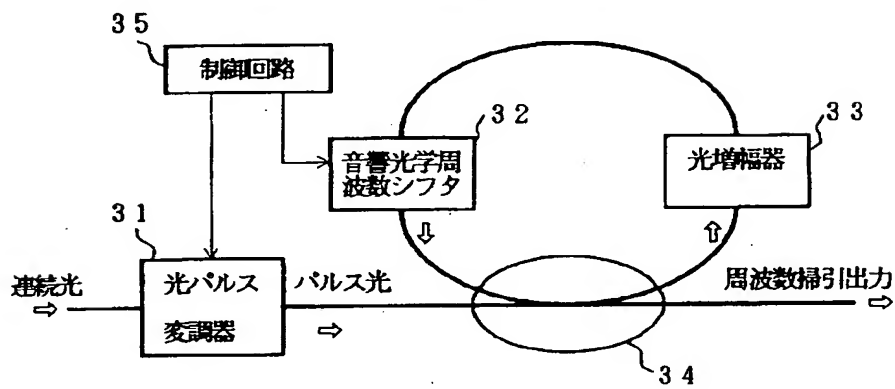 ３５
制御回路
３２
３３
音響光学周
波数シフタ
光増幅器
３１
連続光
光パルス
変調器
パルス光
周波数掃引出力
３４